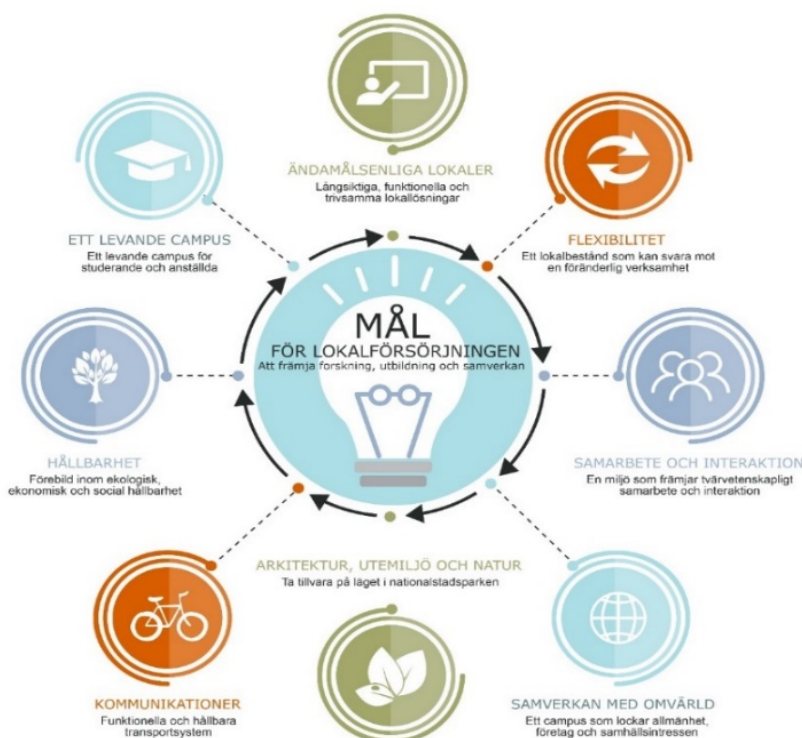 ÄNDAMÅLSENLIGA LOKALER
Långsiktiga, funktionella och
trivsamma lokallösningar
ETT LEVANDE CAMPUS
Ett levande campus för
studerande och anställda
FLEXIBILITET
Ett lokalbestånd som kan svara mot
en föränderlig verksamhet
MÅL
FÖR LOKALFÖRSÖRJNINGEN
Att främja forskning, utbildning och samverkan
HÅLLBARHET
Förebild inom ekologisk,
ekonomisk och social hållbarhet
SAMARBETE OCH INTERAKTION
En miljö som främjar tvärvetenskapligt
samarbete och interaktion
ARKITEKTUR, UTEMILJÖ OCH NATUR
Ta tillvara på läget i nationalstadsparken
KOMMUNIKATIONER
Funktionella och hållbara
transportsystem
SAMVERKAN MED OMVÄRLD
Ett campus som lockar allmänhet,
företag och samhällsintressen